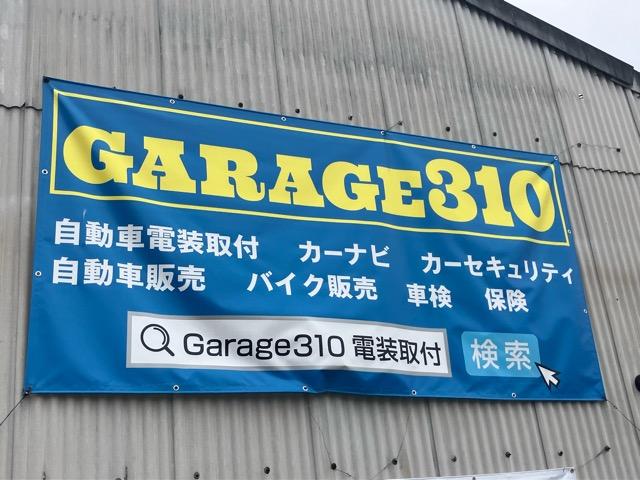 GARAGE310
自動車電装取付 カーナビ カーセキュリティ
自動車販売 バイク販売 車検 保険
Garage310 電装取付 検索